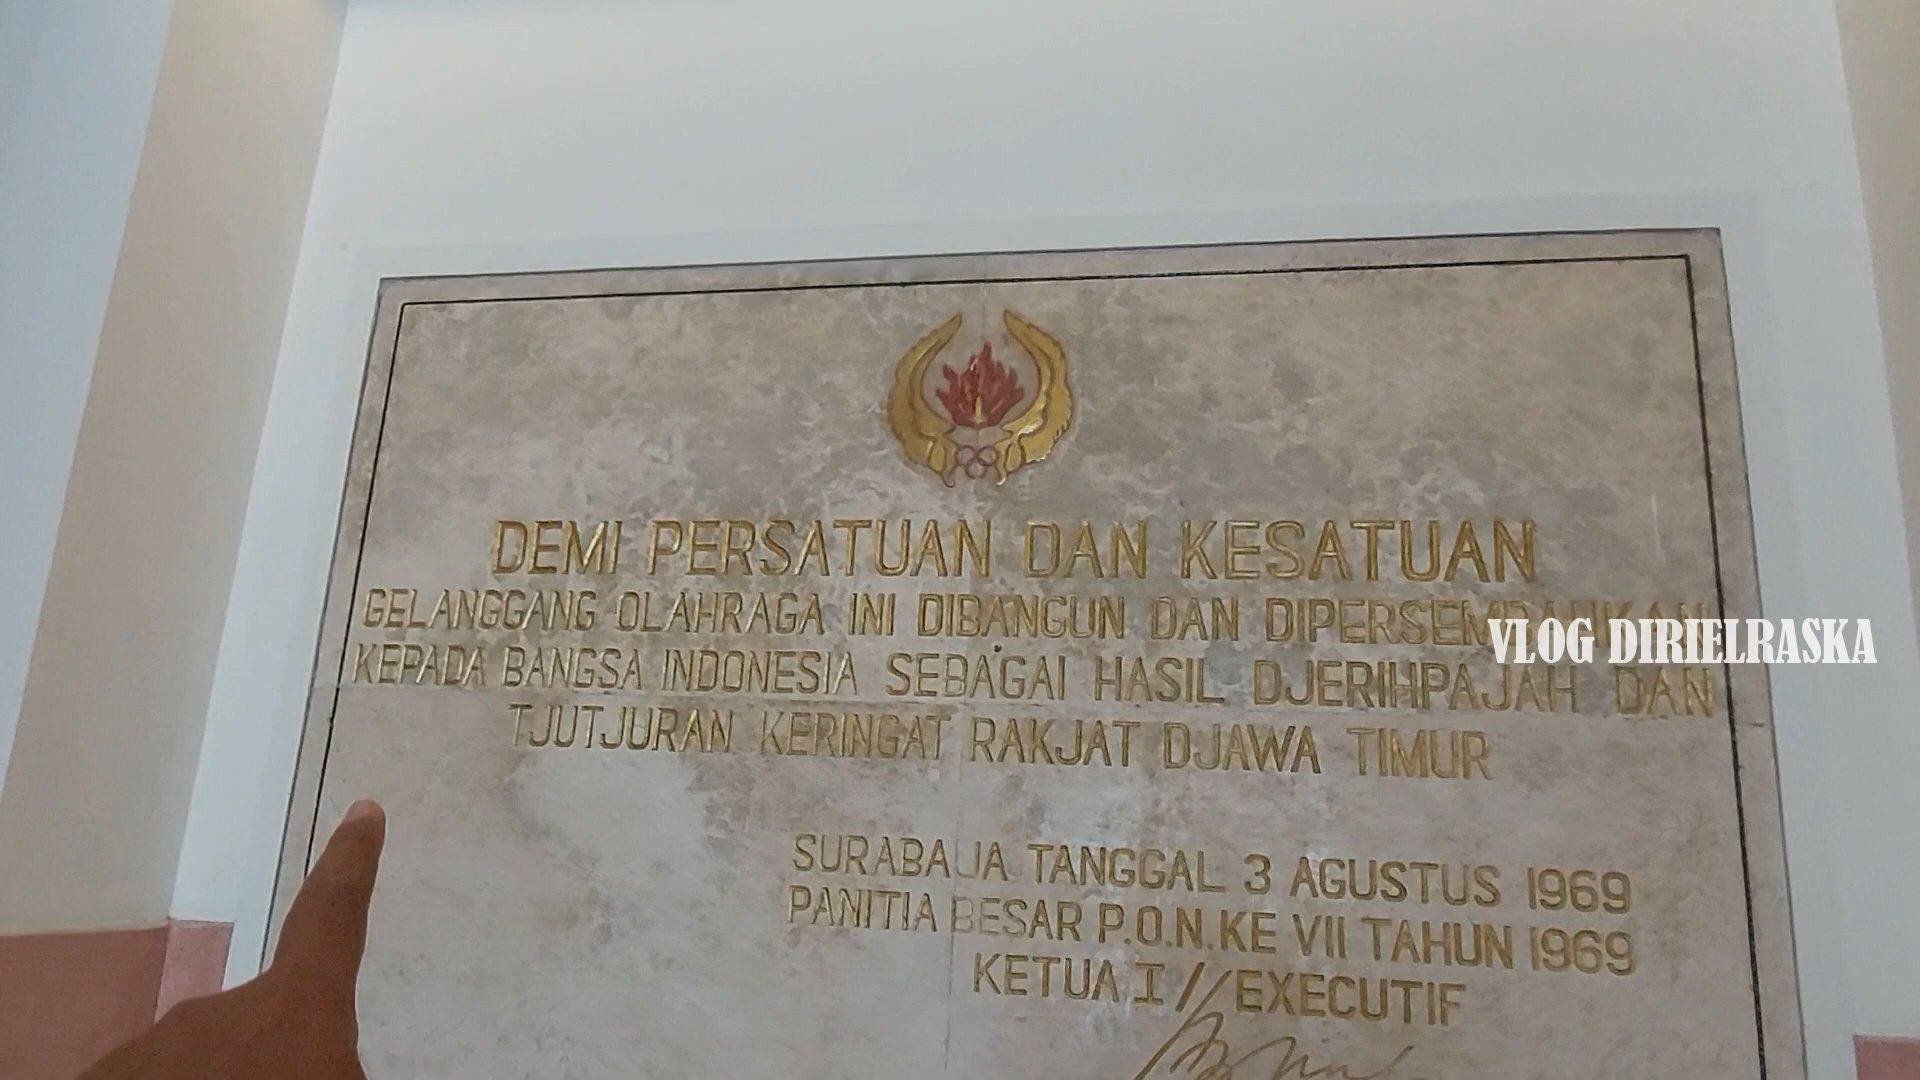 DEMI PERSATUAN DAN KESATUAN
GELANGGANG OLAHRAGA INI DIBANGUN DAN DIPERSEMBAHKAN
KEPADA BANGSA INDONESIA SEBAGAI HASIL DJERIHPAJAH DAN
TJUTJURAN KERINGAT RAKJAT DJAWA TIMUR
SURABAJA TANGGAL 3 AGUSTUS 1969
PANITIA BESAR P.O.N. KE VII TAHUN 1969
KETUA I // EXECUTIF
VLOG DIRIELRASKA